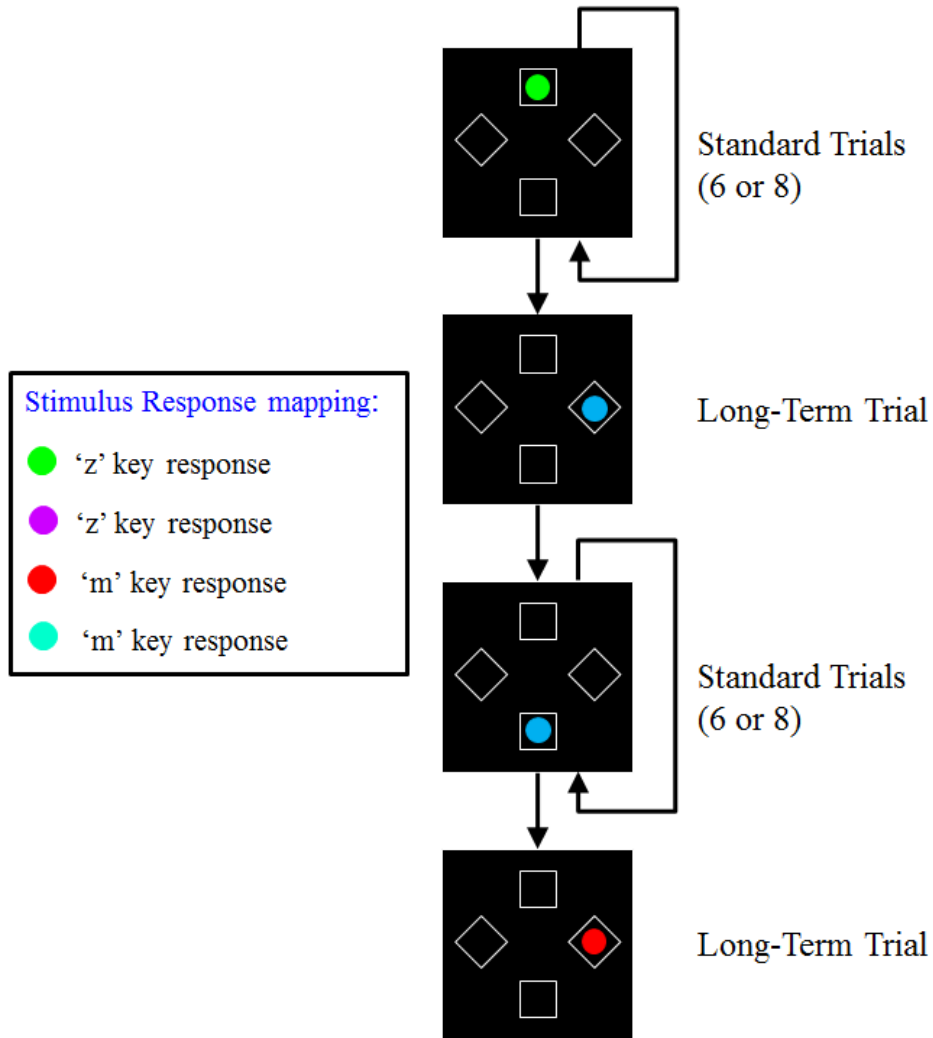 Standard Trials
(6 or 8)
Long-Term Trial
Stimulus Response mapping:
‘z’ key response
‘z’ key response
‘m’ key response
‘m’ key response
Standard Trials
(6 or 8)
Long-Term Trial